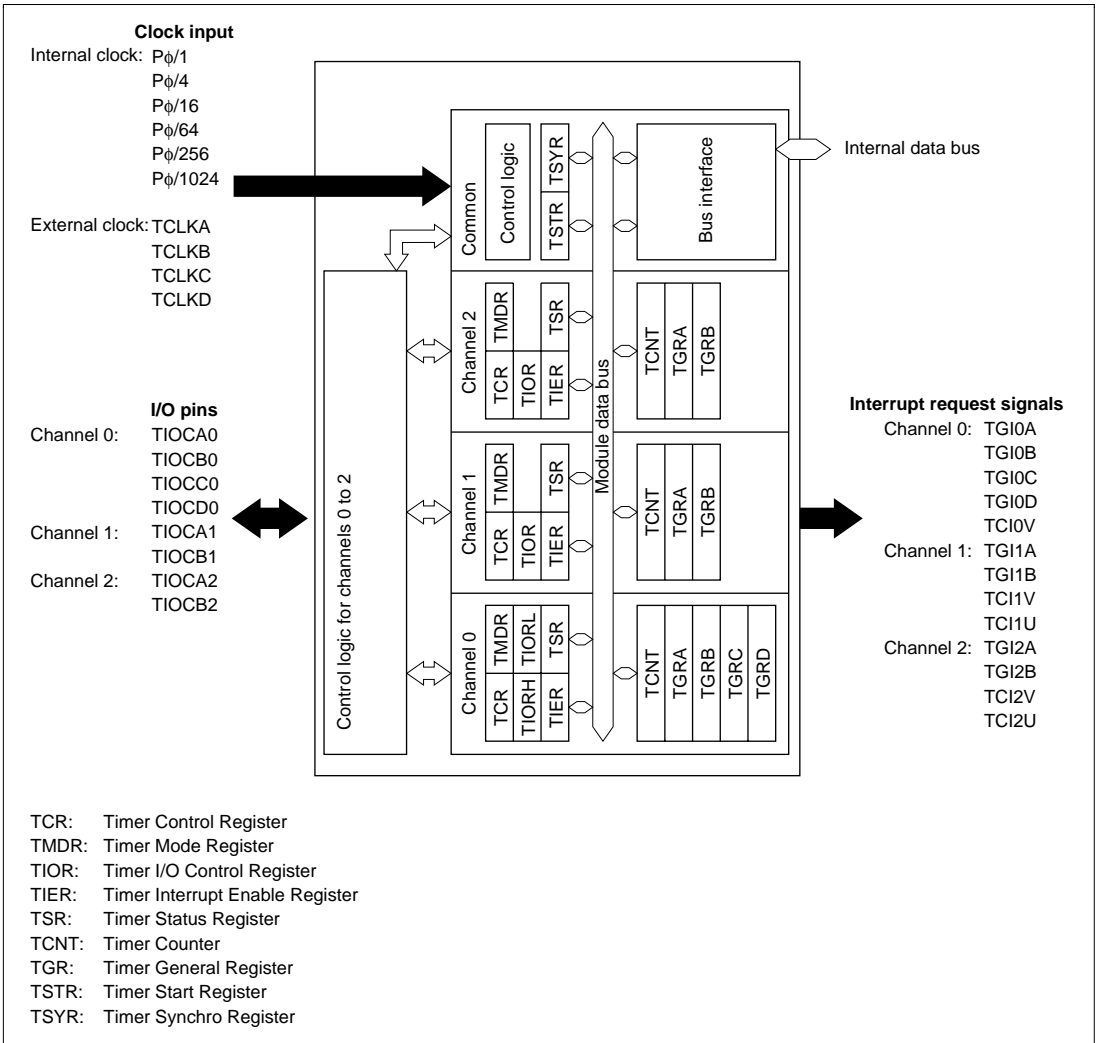 Clock input
Internal clock: Pϕ/1
Pϕ/4
Pϕ/16
Pϕ/64
Pϕ/256
Pϕ/1024
External clock: TCLKA
TCLKB
TCLKC
TCLKD
I/O pins
Channel 0: TIOCA0
TIOCB0
TIOCC0
TIOCD0
Channel 1: TIOCA1
TIOCB1
Channel 2: TIOCA2
TIOCB2
Control logic for channels 0 to 2
Common
Control logic
TSTR TSYR
Bus interface
Internal data bus
Module data bus
Channel 2
TCR TMDR
TIOR
TIER TSR
TCNT
TGRA
TGRB
Channel 1
TCR TMDR
TIOR
TIER TSR
TCNT
TGRA
TGRB
Channel 0
TCR TMDR
TIORH TIORL
TIER TSR
TCNT
TGRA
TGRB
TGRC
TGRD
Interrupt request signals
Channel 0: TGI0A
TGI0B
TGI0C
TGI0D
TCI0V
Channel 1: TGI1A
TGI1B
TCI1V
TCI1U
Channel 2: TGI2A
TGI2B
TCI2V
TCI2U
TCR: Timer Control Register
TMDR: Timer Mode Register
TIOR: Timer I/O Control Register
TIER: Timer Interrupt Enable Register
TSR: Timer Status Register
TCNT: Timer Counter
TGR: Timer General Register
TSTR: Timer Start Register
TSYR: Timer Synchro Register